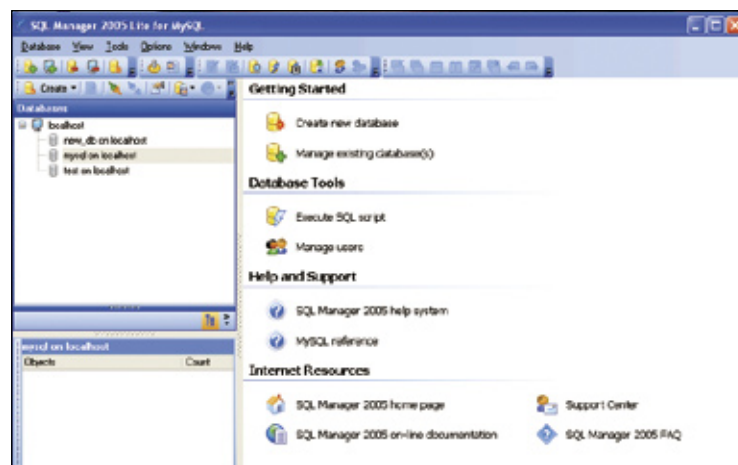 SQL Manager 2005 Lite for MySQL
Database View Tools Options Windows Help
Create
Databases
localhost
new_db on localhost
mysql on localhost
test on localhost
mysql on localhost
Objects Count
Getting Started
Create new database
Manage existing database(s)
Database Tools
Execute SQL script
Manage users
Help and Support
SQL Manager 2005 help system
MySQL reference
Internet Resources
SQL Manager 2005 home page Support Center
SQL Manager 2005 on-line documentation SQL Manager 2005 FAQ